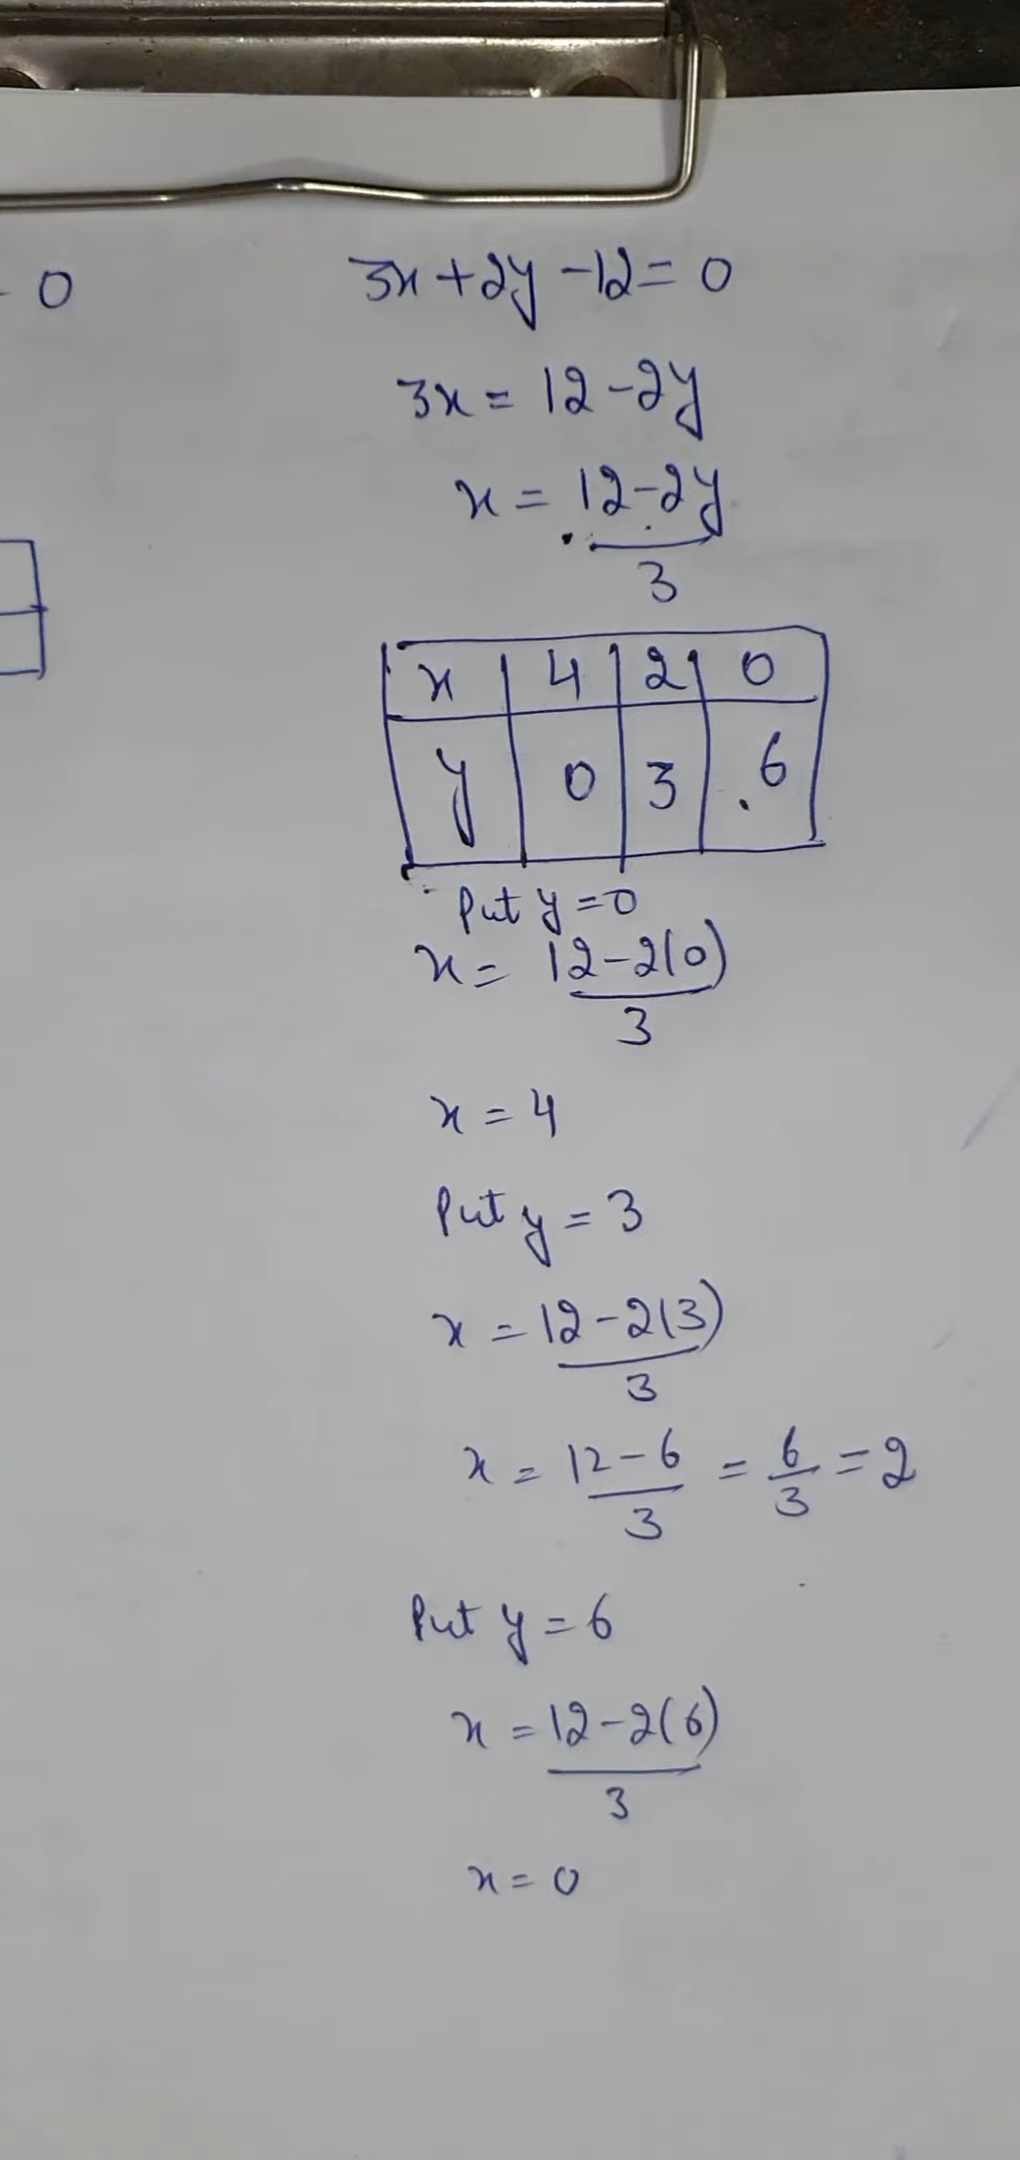 - 0
3x + 2y - 12 = 0
3x = 12 - 2y
x = 12 - 2y
3
x 4 2 0
y 0 3 6
Put y = 0
x = 12 - 2(0)
3
x = 4
Put y = 3
x = 12 - 2(3)
3
x = 12 - 6 = 6 = 2
3 3
Put y = 6
x = 12 - 2(6)
3
x = 0